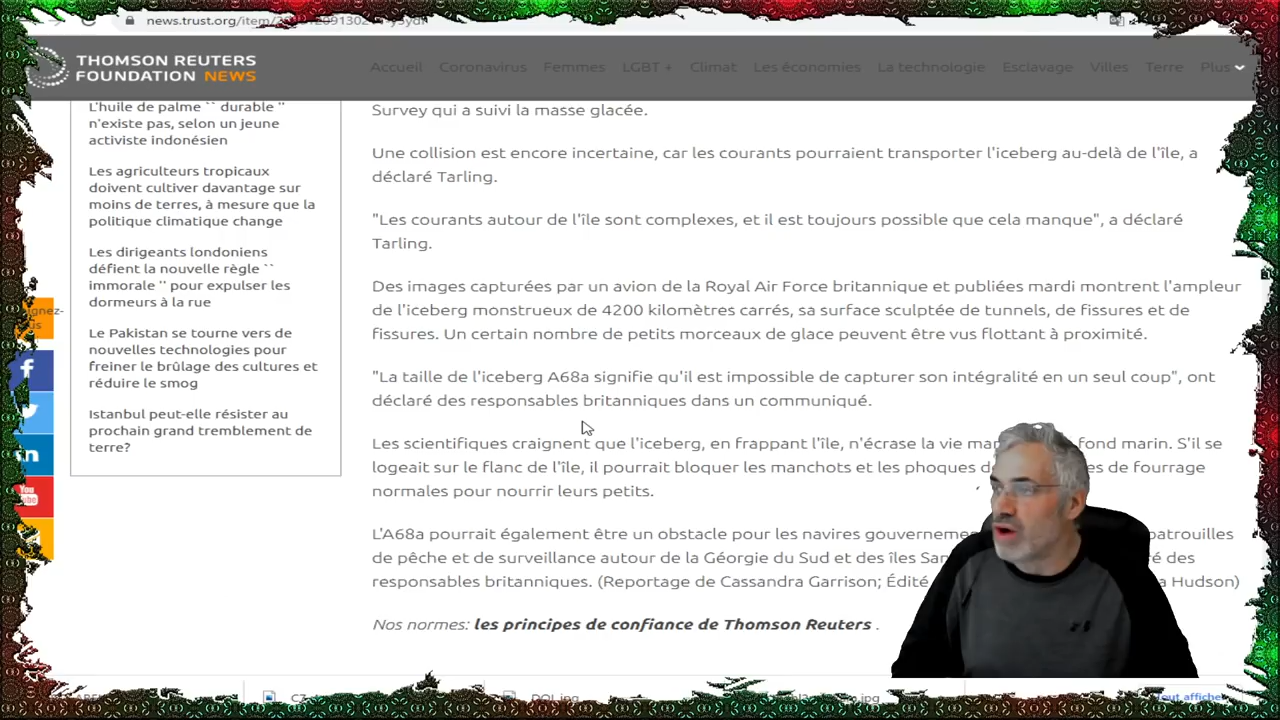 news.trust.org/item/
THOMSON REUTERS
FOUNDATION NEWS
Accueil Coronavirus Femmes LGBT + Climat Les économies La technologie Esclavage Villes Terre Plus
L'huile de palme `` durable ''
n'existe pas, selon un jeune
activiste indonésien
Les agriculteurs tropicaux
doivent cultiver davantage sur
moins de terres, à mesure que la
politique climatique change
Les dirigeants londoniens
défient la nouvelle règle ``
immorale '' pour expulser les
dormeurs à la rue
Le Pakistan se tourne vers de
nouvelles technologies pour
freiner le brûlage des cultures et
réduire le smog
Istanbul peut-elle résister au
prochain grand tremblement de
terre?
Survey qui a suivi la masse glacée.
Une collision est encore incertaine, car les courants pourraient transporter l'iceberg au-delà de l'île, a
déclaré Tarling.
"Les courants autour de l'île sont complexes, et il est toujours possible que cela manque", a déclaré
Tarling.
Des images capturées par un avion de la Royal Air Force britannique et publiées mardi montrent l'ampleur
de l'iceberg monstrueux de 4200 kilomètres carrés, sa surface sculptée de tunnels, de fissures et de
fissures. Un certain nombre de petits morceaux de glace peuvent être vus flottant à proximité.
"La taille de l'iceberg A68a signifie qu'il est impossible de capturer son intégralité en un seul coup", ont
déclaré des responsables britanniques dans un communiqué.
Les scientifiques craignent que l'iceberg, en frappant l'île, n'écrase la vie fond marin. S'il se
logeait sur le flanc de l'île, il pourrait bloquer les manchots et les phoques de fourrage
normales pour nourrir leurs petits.
L'A68a pourrait également être un obstacle pour les navires patrouilles
de pêche et de surveillance autour de la Géorgie du Sud et des îles des
responsables britanniques. (Reportage de Cassandra Garrison; Édité Hudson)
Nos normes: les principes de confiance de Thomson Reuters .
DOI.jpg